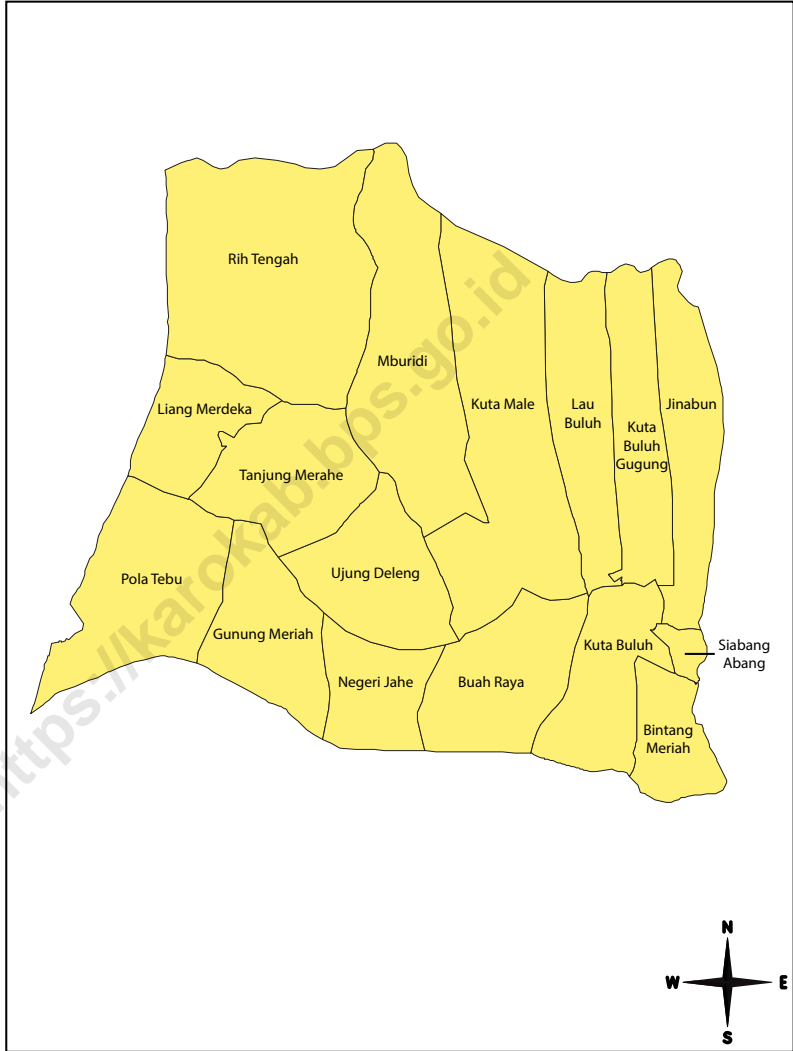 Rih Tengah
Mburidi
Liang Merdeka
Kuta Male
Lau
Buluh
Kuta
Buluh
Gugung
Jinabun
Tanjung Merahe
Pola Tebu
Ujung Deleng
Gunung Meriah
Negeri Jahe
Buah Raya
Kuta Buluh
Siabang
Abang
Bintang
Meriah
https://karokab.bps.go.id
N
W
E
S